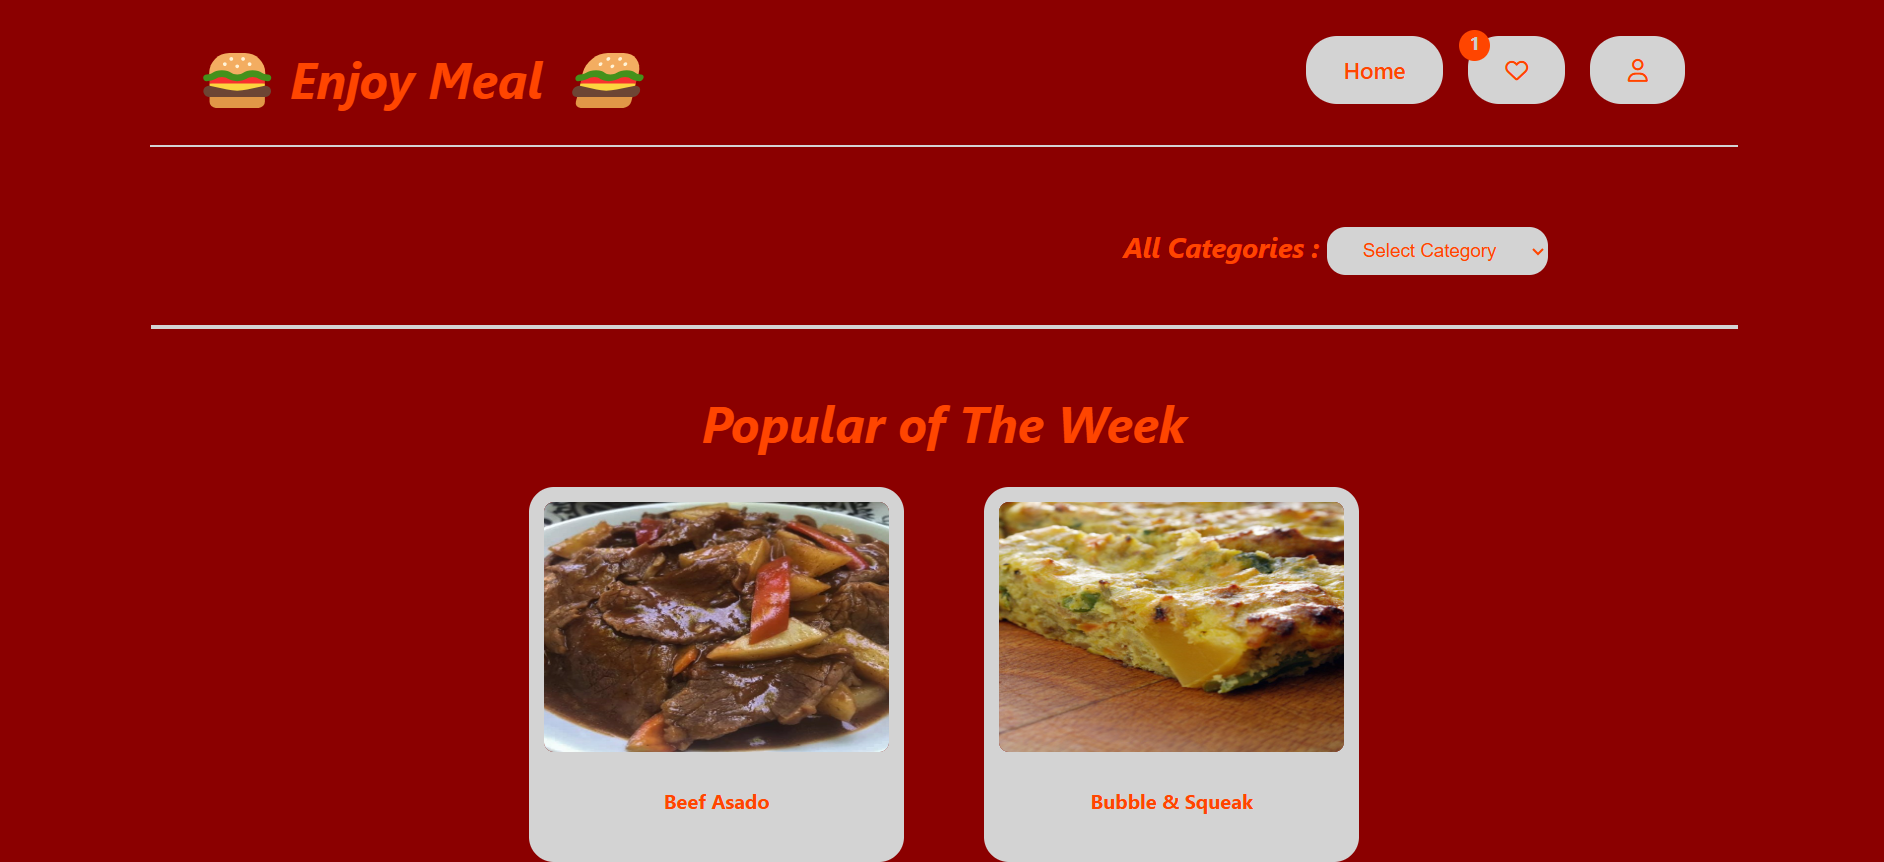 Enjoy Meal
Home
1
All Categories :
Select Category
Popular of The Week
Beef Asado
Bubble & Squeak